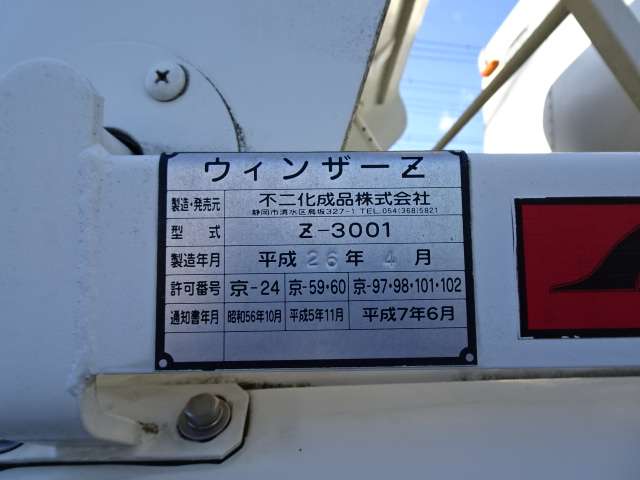 ウィンザーZ
製造・発売元 不二化成品株式会社
静岡市清水区鳥坂327-1 TEL.054(368)5821
型式 Z-3001
製造年月 平成26年4月
許可番号 京-24 京-59・60 京-97・98・101・102
通知書年月 昭和56年10月 平成5年11月 平成7年6月